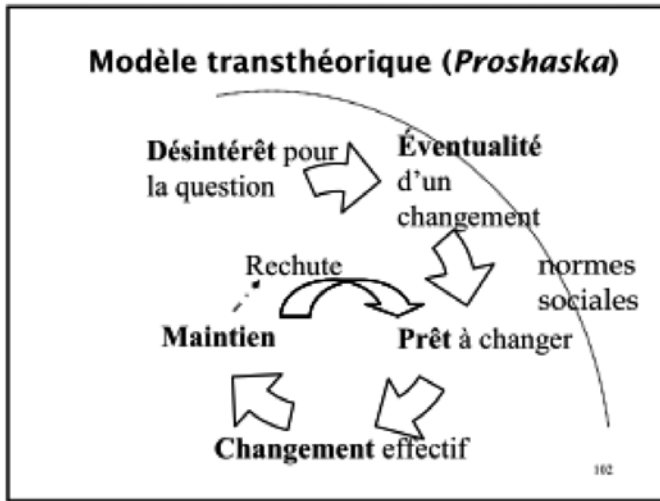 Modèle transthéorique (Proshaska)
Désintérêt pour
la question
Éventualité
d'un
changement
normes
sociales
Rechute
Maintien
Prêt à changer
Changement effectif
102